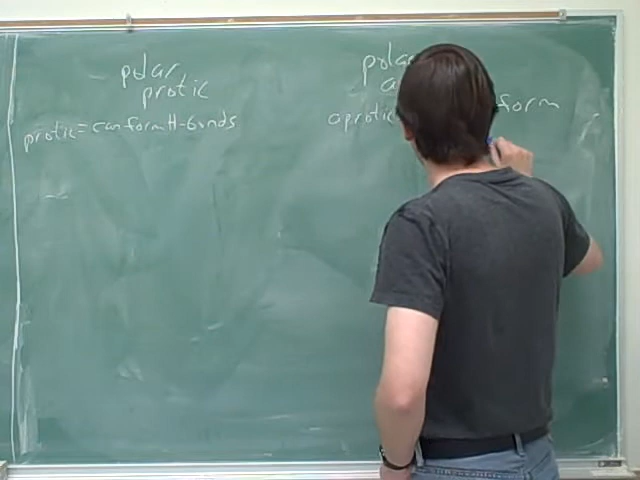 polar
protic
protic = can form H-bonds
polar
a
aprotic
form